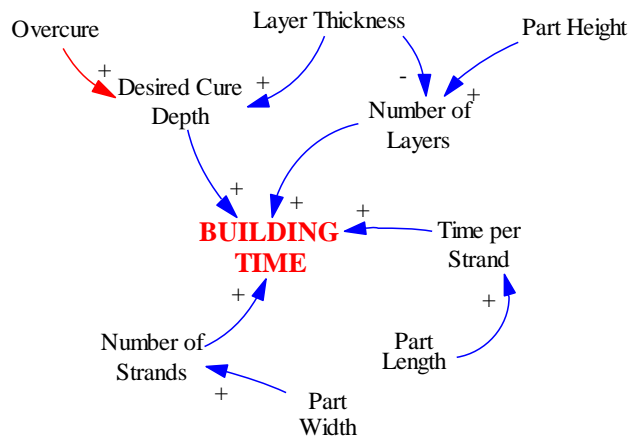 Overcure
Layer Thickness
Part Height
+
+
-
+
Desired Cure
Depth
Number of
Layers
+
+
+
BUILDING
TIME
Time per
Strand
+
+
Number of
Strands
Part
Length
+
Part
Width